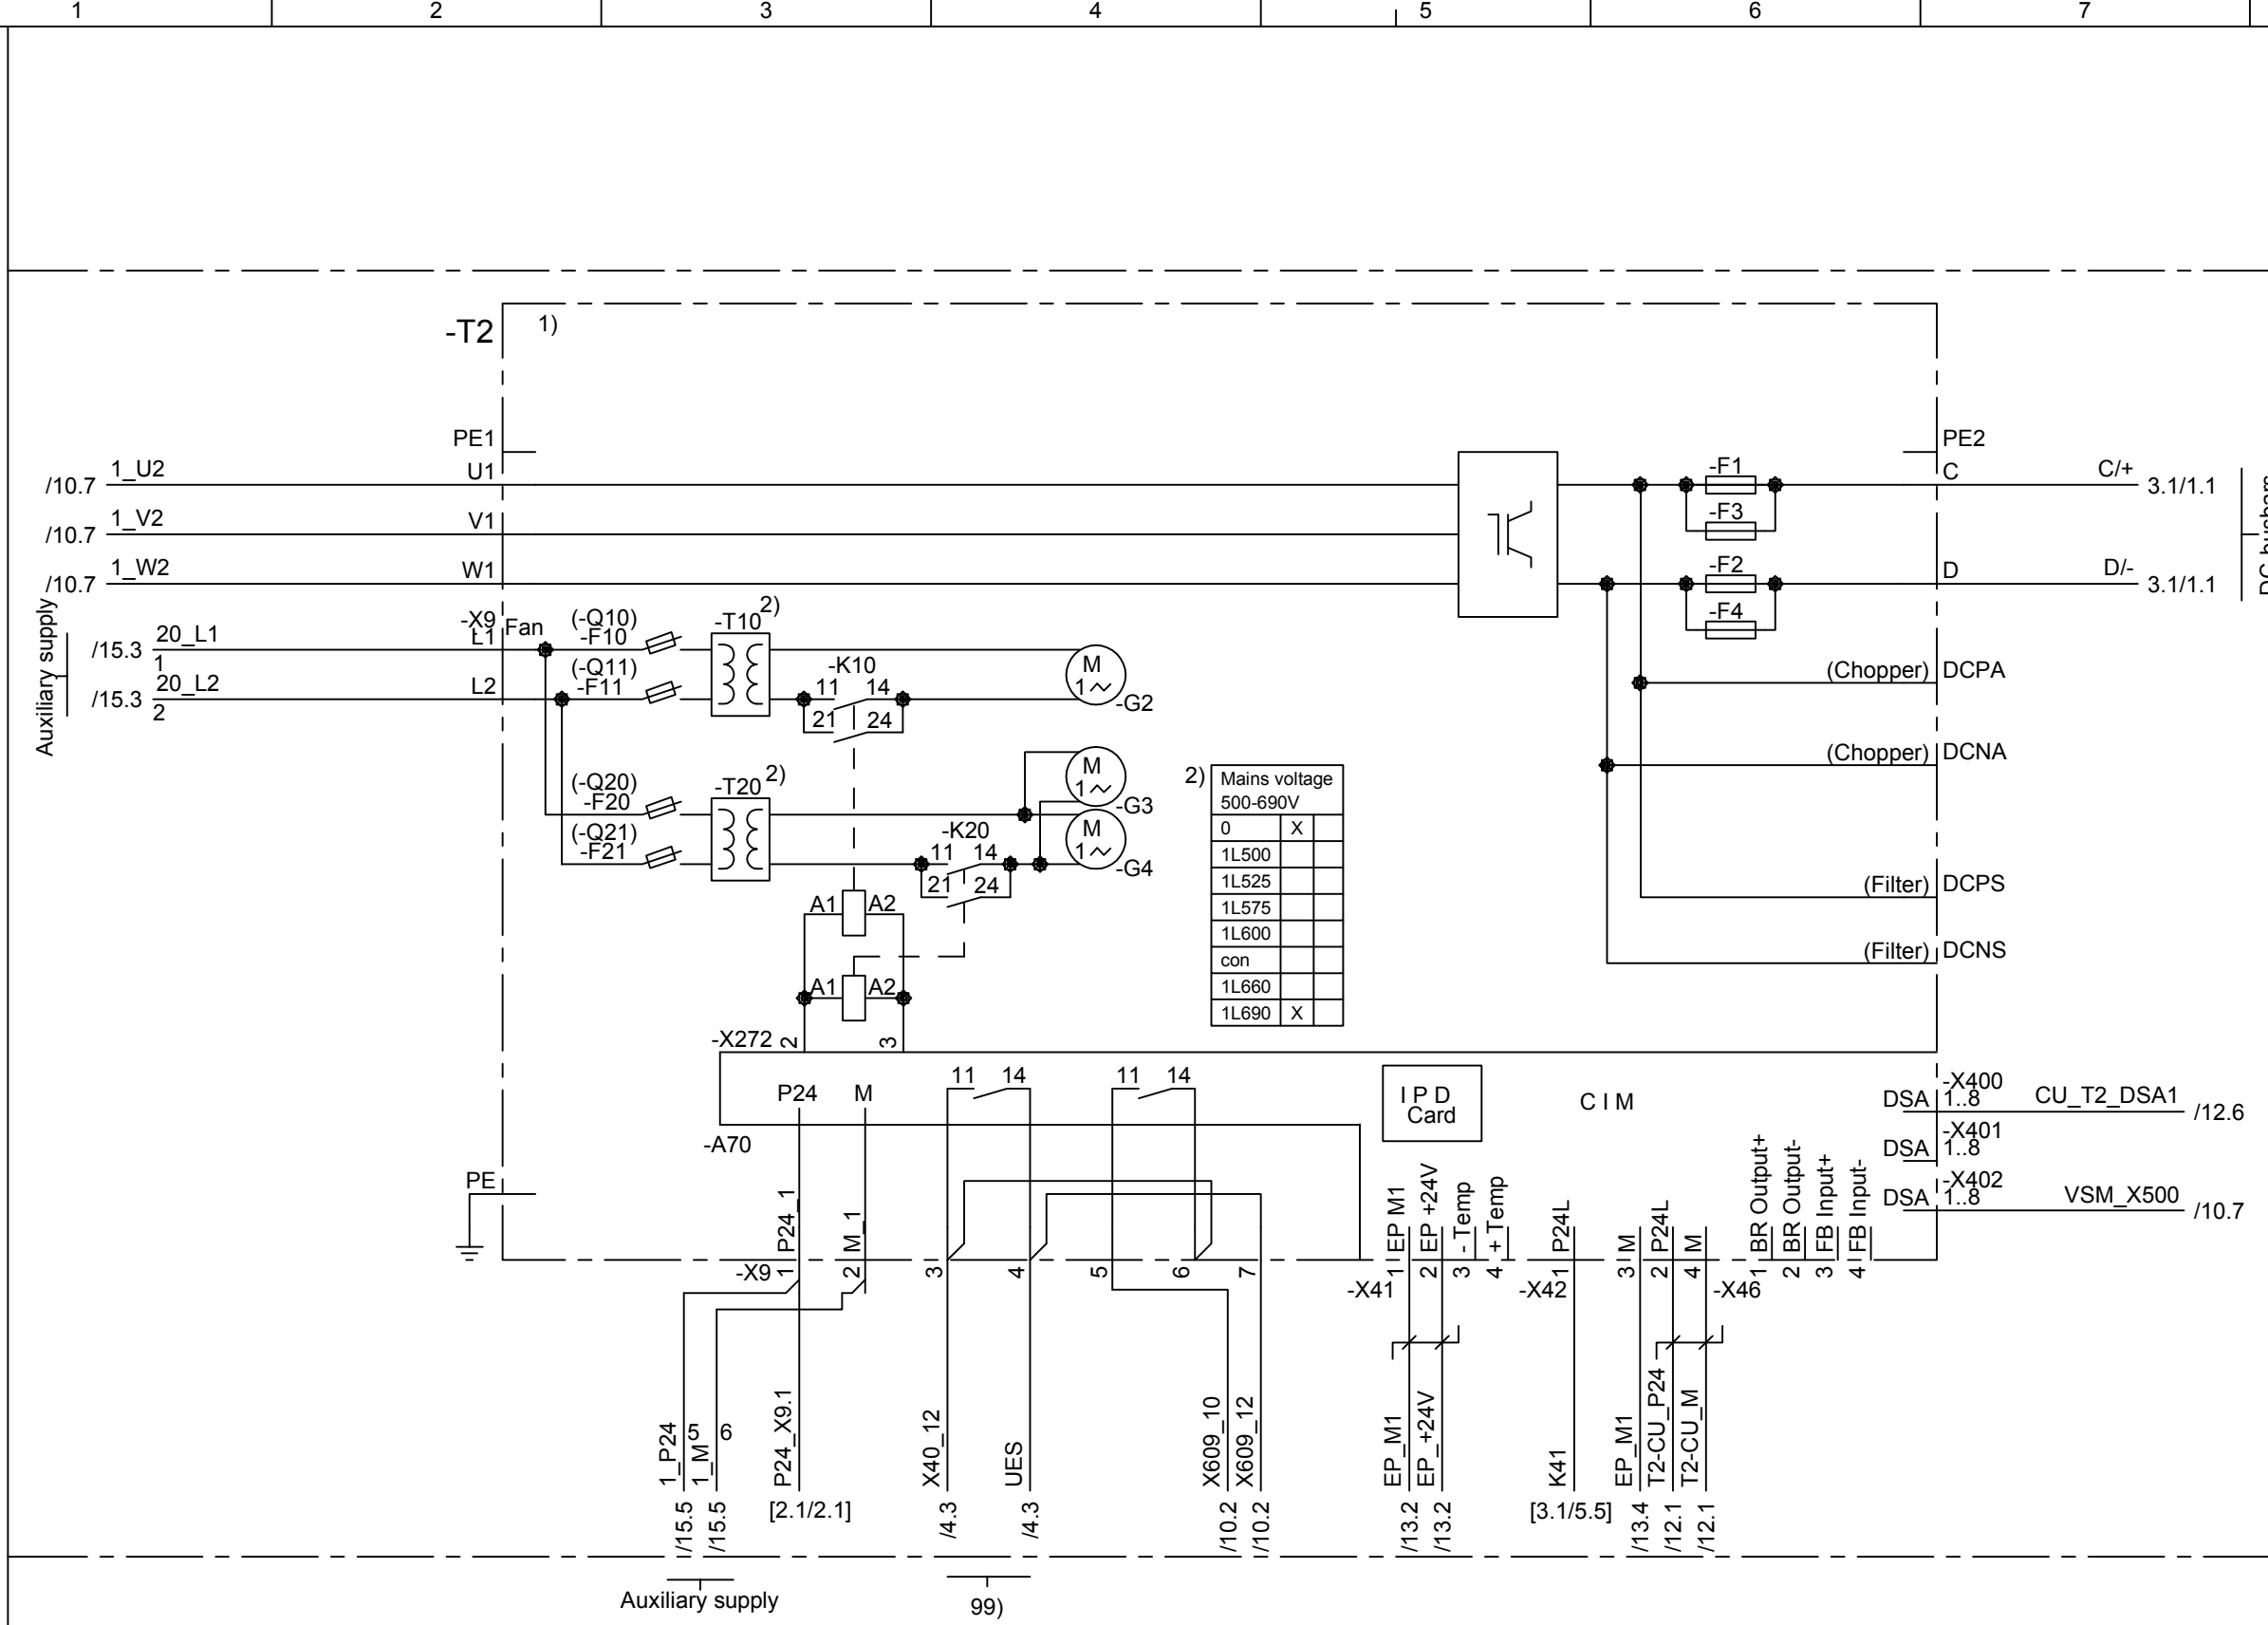 1 2 3 4 5 6 7
-T2 1)
PE1 PE2
/10.7 1_U2 U1
-F1 C C/+ 3.1/1.1
-F3
/10.7 1_V2 V1
/10.7 1_W2 W1
-F2 D D/- 3.1/1.1
-F4
Auxiliary supply
-X9 Fan
/15.3 20_L1 L1
1
/15.3 20_L2 L2
2
(-Q10)
-F10
(-Q11)
-F11
-T10 2)
-K10
11 14
21 24
M
1
-G2
(-Q20)
-F20
(-Q21)
-F21
-T20 2)
-K20
11 14
21 24
M
1
-G3
M
1
-G4
A1 A2
A1 A2
2) Mains voltage
500-690V
0 X
1L500
1L525
1L575
1L600
con
1L660
1L690 X
(Chopper) DCPA
(Chopper) DCNA
(Filter) DCPS
(Filter) DCNS
-X272 2 3
P24 M
11 14
11 14
-A70
I P D
Card
C I M
-X400
DSA 1..8 CU_T2_DSA1 /12.6
-X401
DSA 1..8
-X402
DSA 1..8 VSM_X500 /10.7
PE
P24_1
M_1
-X9 1 2 3 4 5 6 7
EP M1
EP +24V
- Temp
+ Temp
-X41 1 2 3 4
P24L
-X42 1
M
P24L
M
3 2 4 -X46
BR Output+
BR Output-
FB Input+
FB Input-
1 2 3 4
1_P24 5
1_M 6
/15.5
/15.5
P24_X9.1
[2.1/2.1]
X40_12
/4.3
UES
/4.3
X609_10
/10.2
X609_12
/10.2
EP_M1
/13.2
EP_+24V
/13.2
K41
[3.1/5.5]
EP_M1
/13.4
T2-CU_P24
/12.1
T2-CU_M
/12.1
Auxiliary supply
99)